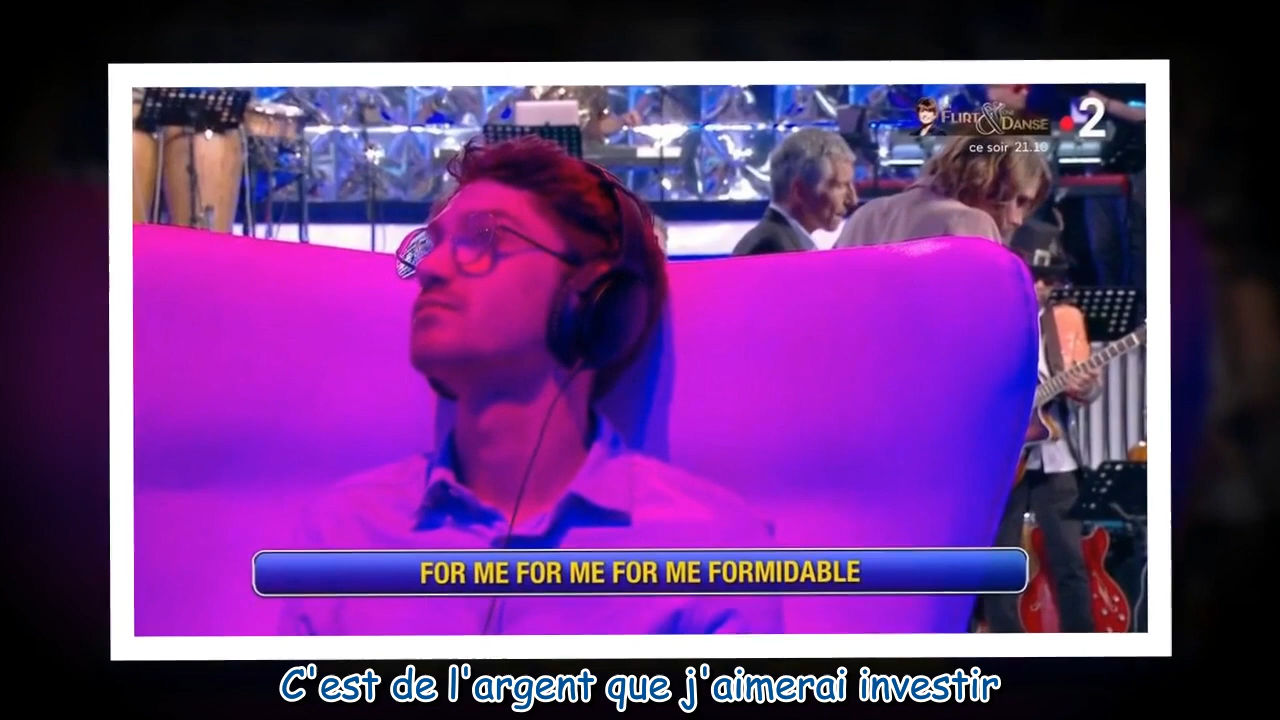 FLIRT & DANSE
2
ce soir 21.10
FOR ME FOR ME FOR ME FORMIDABLE
C'est de l'argent que j'aimerai investir